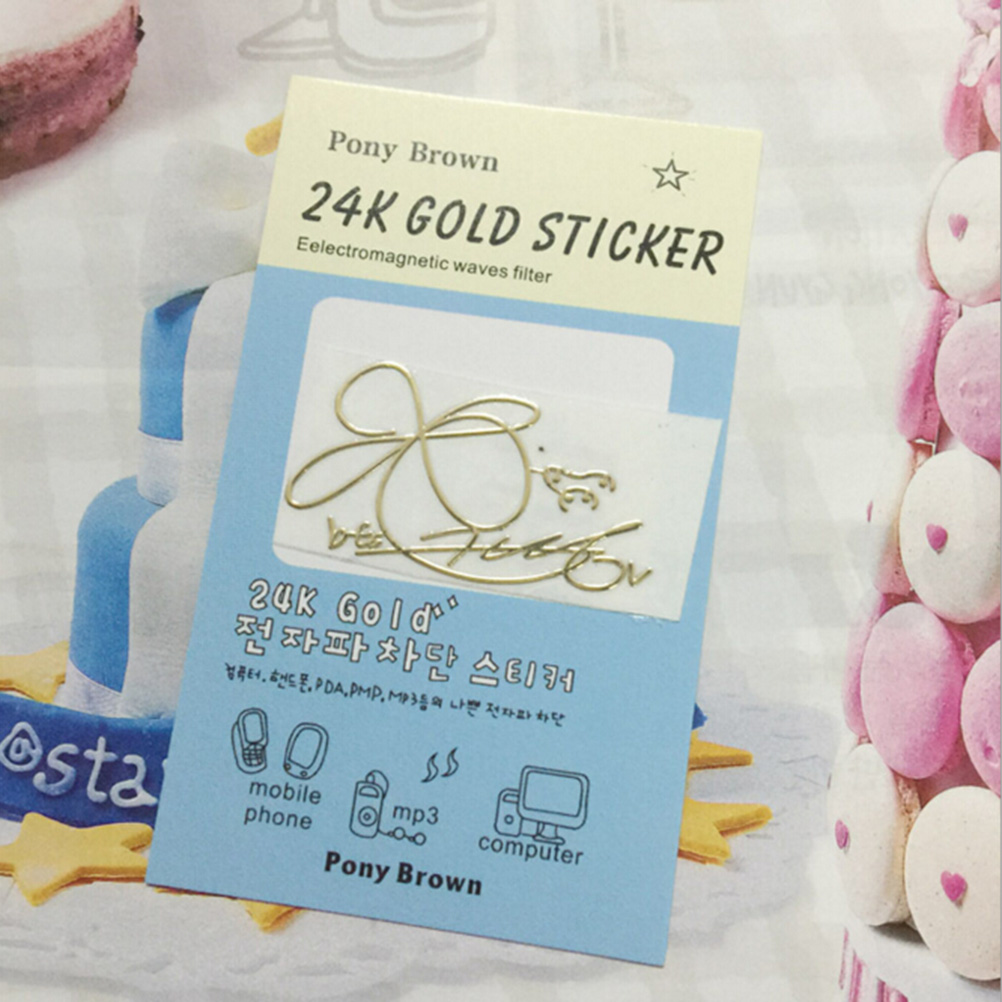 Pony Brown
24K GOLD STICKER
Eelectromagnetic waves filter
24K Gold
전자파 차단 스티커
컴퓨터, 핸드폰, PDA, PMP, MP3등의 나쁜 전자파 차단
mobile
phone
mp3
computer
Pony Brown
sta